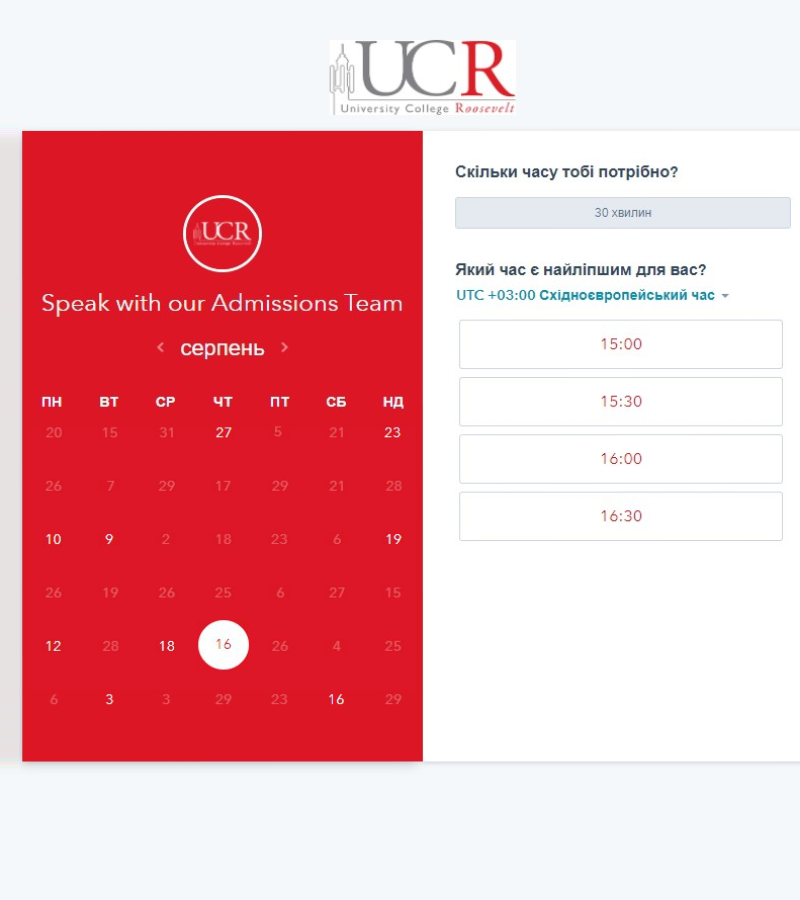 UCR
University College Roosevelt
UCR
Speak with our Admissions Team
серпень
ПН ВТ СР ЧТ ПТ СБ НД
20 15 31 27 5 21 23
26 7 29 17 29 21 28
10 9 2 18 23 6 19
26 19 26 25 6 27 15
12 28 18 16 26 4 25
6 3 3 29 23 16 29
Скільки часу тобі потрібно?
30 хвилин
Який час є найліпшим для вас?
UTC +03:00 Східноєвропейський час
15:00
15:30
16:00
16:30